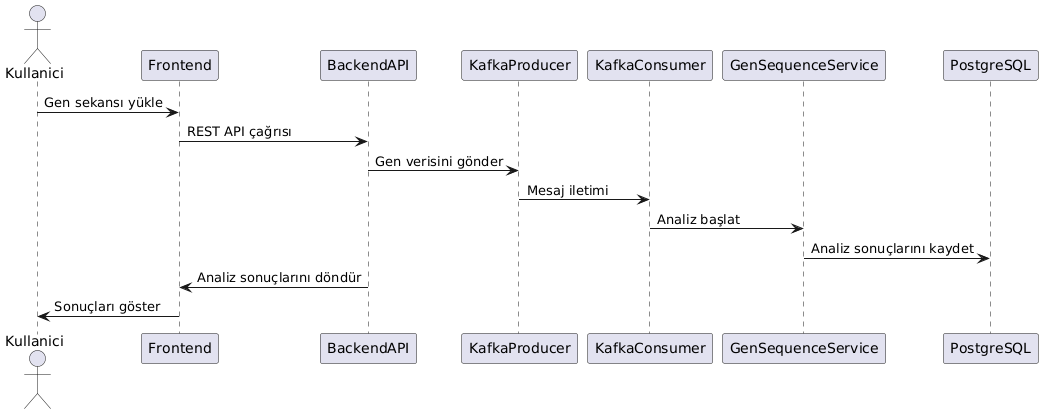 Kullanici
Frontend
BackendAPI
KafkaProducer
KafkaConsumer
GenSequenceService
PostgreSQL
Gen sekansı yükle
REST API çağrısı
Gen verisini gönder
Mesaj iletimi
Analiz başlat
Analiz sonuçlarını kaydet
Analiz sonuçlarını döndür
Sonuçları göster
Kullanici
Frontend
BackendAPI
KafkaProducer
KafkaConsumer
GenSequenceService
PostgreSQL